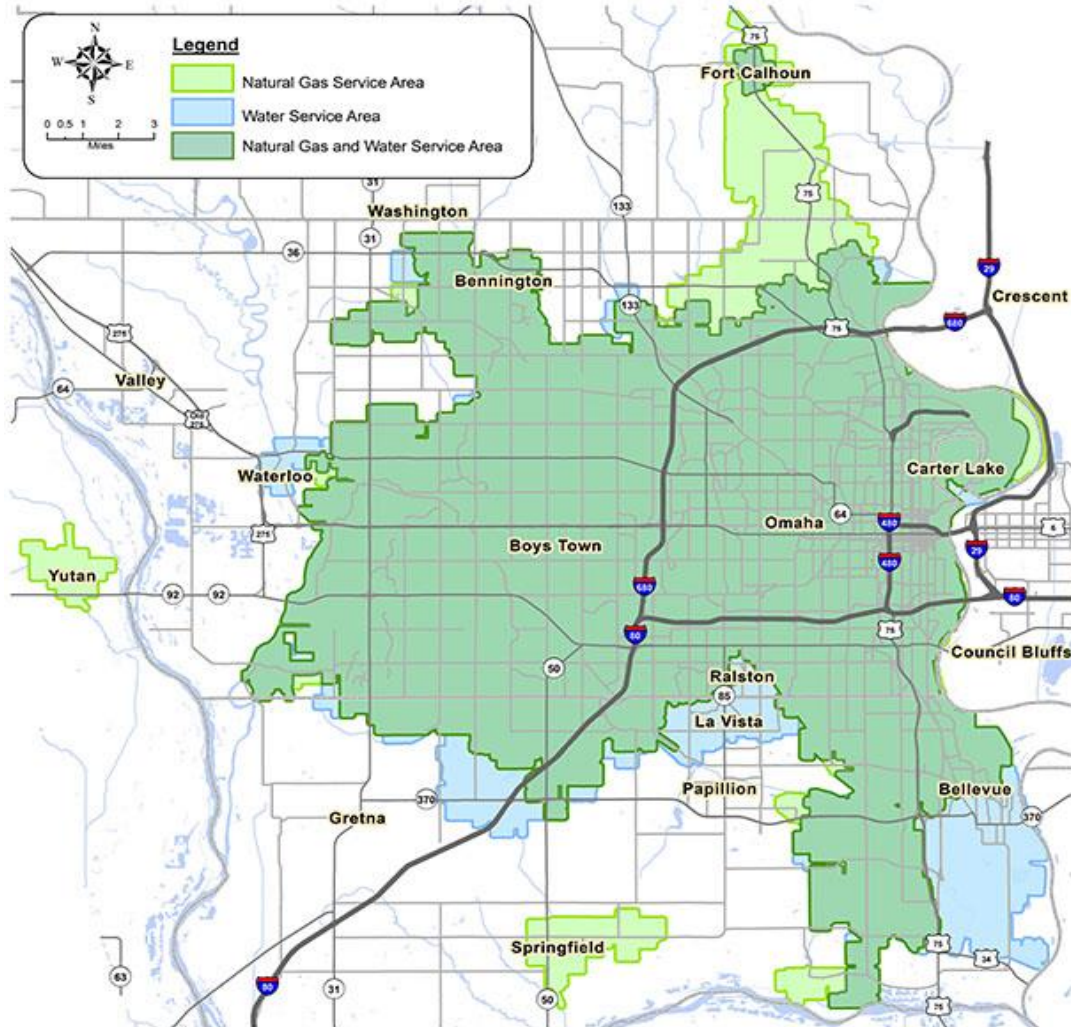 N
W E
S
0 0.5 1 2 3
Miles
Legend
Natural Gas Service Area
Water Service Area
Natural Gas and Water Service Area
75
Fort Calhoun
31
133
75
Washington
31
36
Bennington
29
Crescent
133
680
275
75
Valley
64
Old
275
Waterloo
Carter Lake
64
Omaha
480
6
275
Boys Town
29
Yutan
480
680
92 92
80
80
75
Council Bluffs
50
Ralston
85
La Vista
Papillion
Bellevue
370
370
Gretna
Springfield
75
34
63
80
31
50
75